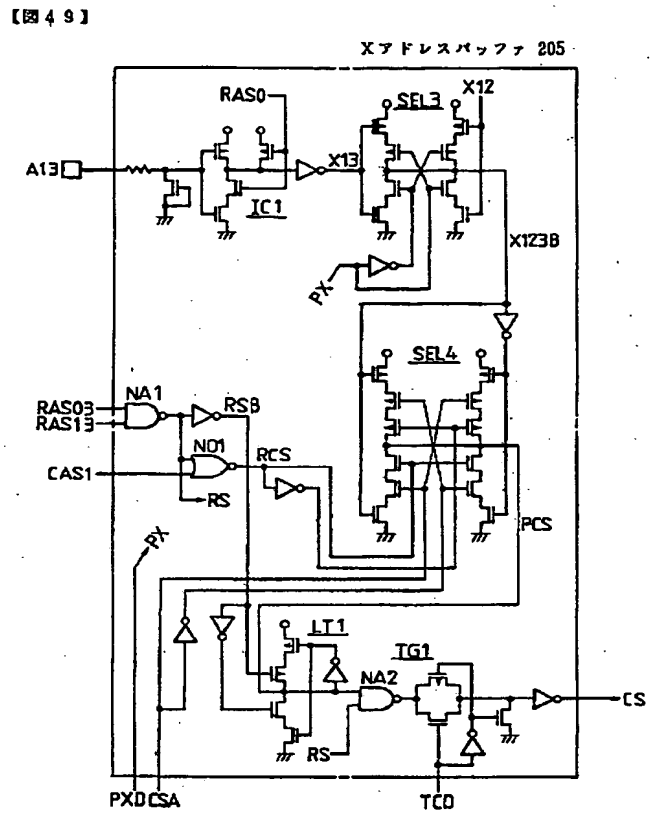 【図49】
Xアドレスバッファ 205
RAS0
SEL3
X12
A13
X13
IC1
X123B
PX
SEL4
NA1
RAS03
RSB
RAS13
NO1
RCS
CAS1
RS
PX
PCS
LT1
TG1
NA2
CS
RS
PXD
CSA
TCD